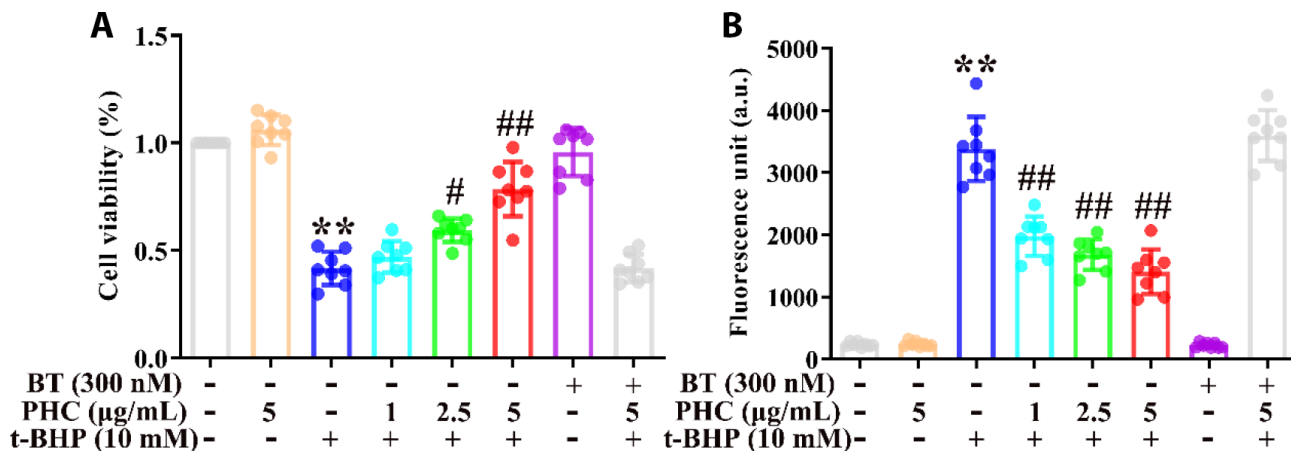 A
Cell viability (%)
1.5
1.0
0.5
0.0
**
#
##
BT (300 nM) - - - - - - + +
PHC (μg/mL) - 5 - 1 2.5 5 - 5
t-BHP (10 mM) - - + + + + - +
B
Fluorescence unit (a.u.)
5000
4000
3000
2000
1000
0
**
##
##
##
BT (300 nM) - - - - - - + +
PHC (μg/mL) - 5 - 1 2.5 5 - 5
t-BHP (10 mM) - - + + + + - +